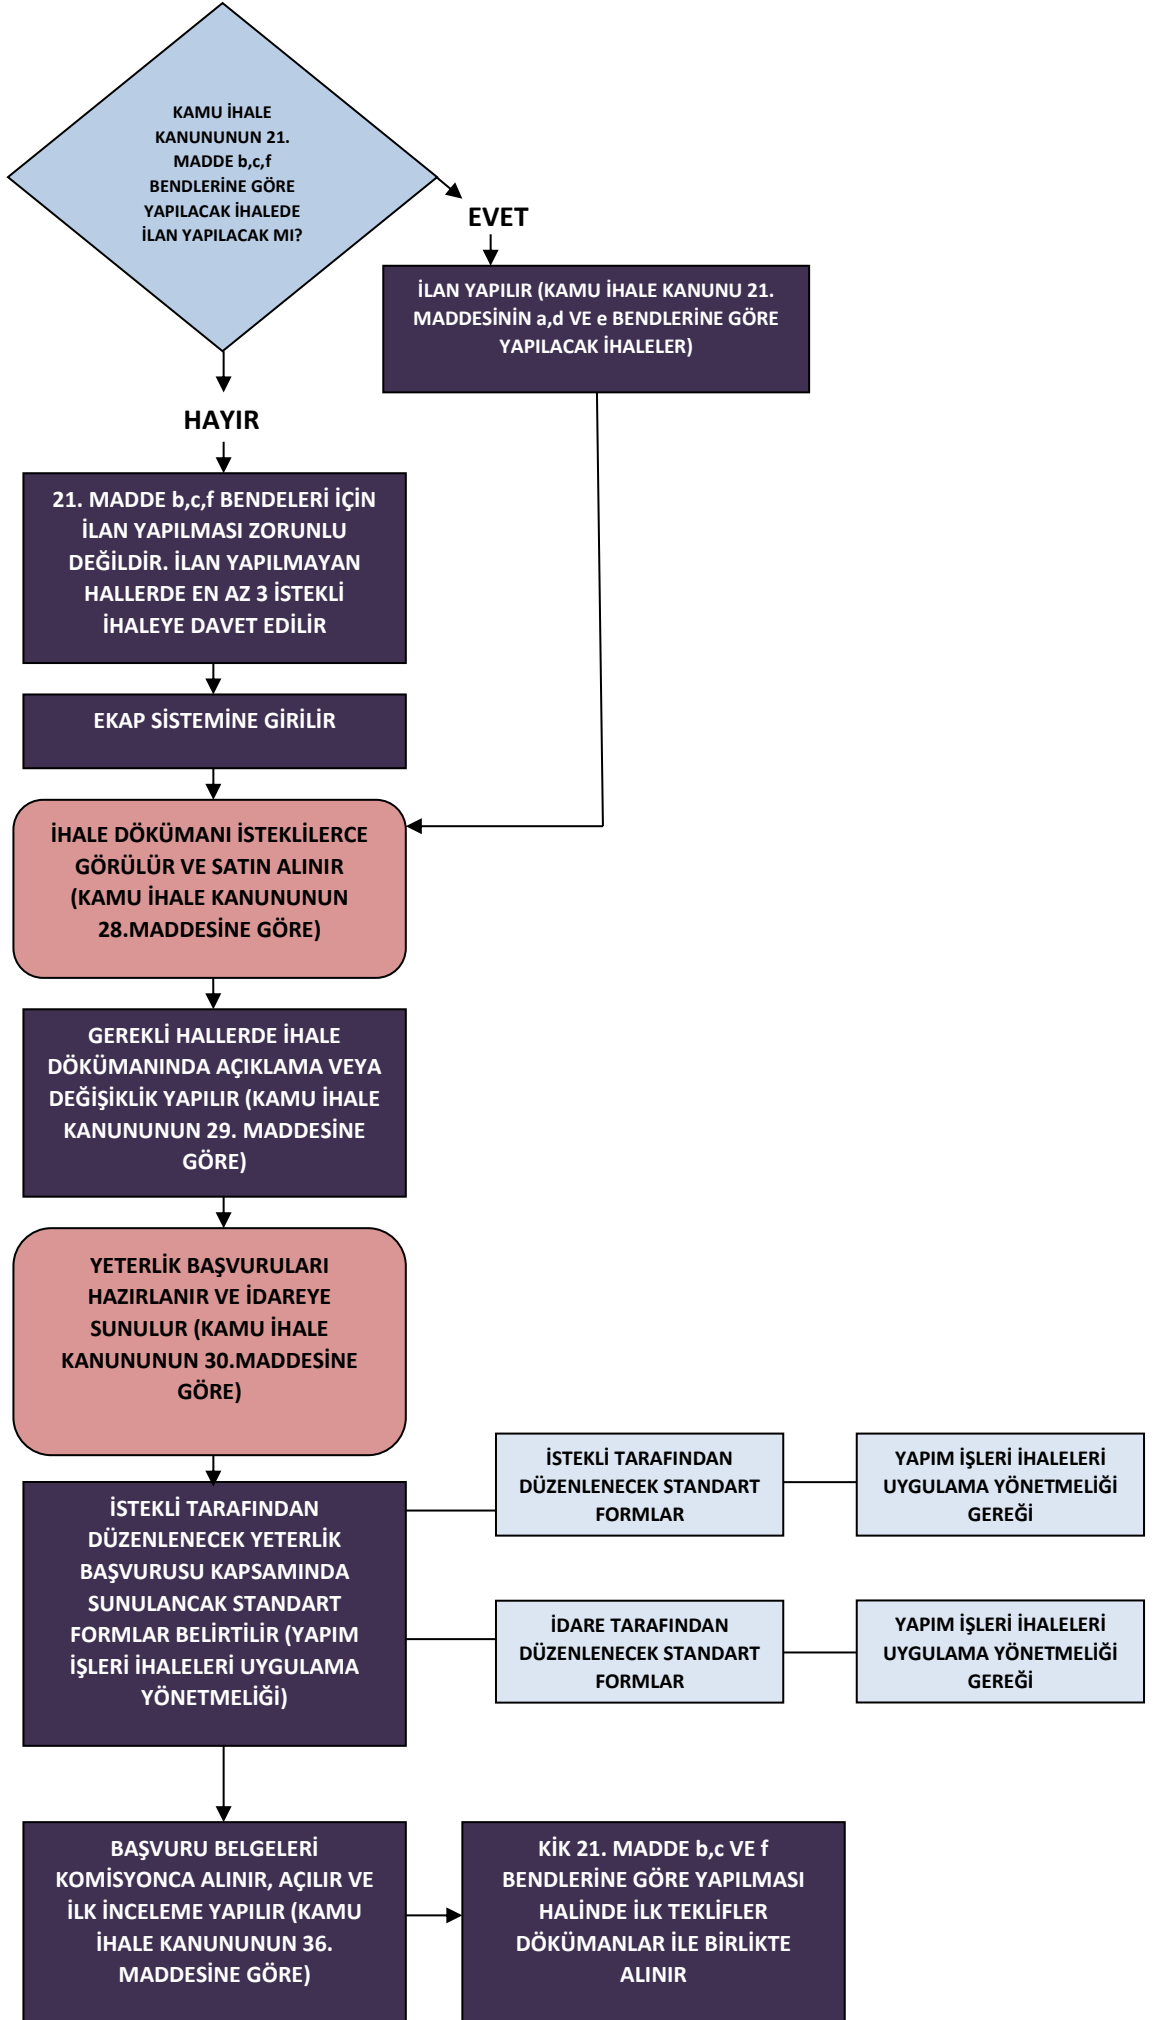 KAMU İHALE
KANUNUNUN 21.
MADDE b,c,f
BENDLERİNE GÖRE
YAPILACAK İHALEDE
İLAN YAPILACAK MI?
EVET
İLAN YAPILIR (KAMU İHALE KANUNU 21.
MADDESİNİN a,d VE e BENDLERİNE GÖRE
YAPILACAK İHALELER)
HAYIR
21. MADDE b,c,f BENDELERİ İÇİN
İLAN YAPILMASI ZORUNLU
DEĞİLDİR. İLAN YAPILMAYAN
HALLERDE EN AZ 3 İSTEKLİ
İHALEYE DAVET EDİLİR
EKAP SİSTEMİNE GİRİLİR
İHALE DÖKÜMANI İSTEKLİLERCE
GÖRÜLÜR VE SATIN ALINIR
(KAMU İHALE KANUNUNUN
28.MADDESİNE GÖRE)
GEREKLİ HALLERDE İHALE
DÖKÜMANINDA AÇIKLAMA VEYA
DEĞİŞİKLİK YAPILIR (KAMU İHALE
KANUNUNUN 29. MADDESİNE
GÖRE)
YETERLİK BAŞVURULARI
HAZIRLANIR VE İDAREYE
SUNULUR (KAMU İHALE
KANUNUNUN 30.MADDESİNE
GÖRE)
İSTEKLİ TARAFINDAN
DÜZENLENECEK YETERLİK
BAŞVURUSU KAPSAMINDA
SUNULANCAK STANDART
FORMLAR BELİRTİLİR (YAPIM
İŞLERİ İHALELERİ UYGULAMA
YÖNETMELİĞİ)
İSTEKLİ TARAFINDAN
DÜZENLENECEK STANDART
FORMLAR
YAPIM İŞLERİ İHALELERİ
UYGULAMA YÖNETMELİĞİ
GEREĞİ
İDARE TARAFINDAN
DÜZENLENECEK STANDART
FORMLAR
YAPIM İŞLERİ İHALELERİ
UYGULAMA YÖNETMELİĞİ
GEREĞİ
BAŞVURU BELGELERİ
KOMİSYONCA ALINIR, AÇILIR VE
İLK İNCELEME YAPILIR (KAMU
İHALE KANUNUNUN 36.
MADDESİNE GÖRE)
KİK 21. MADDE b,c VE f
BENDLERİNE GÖRE YAPILMASI
HALİNDE İLK TEKLİFLER
DÖKÜMANLAR İLE BİRLİKTE
ALINIR